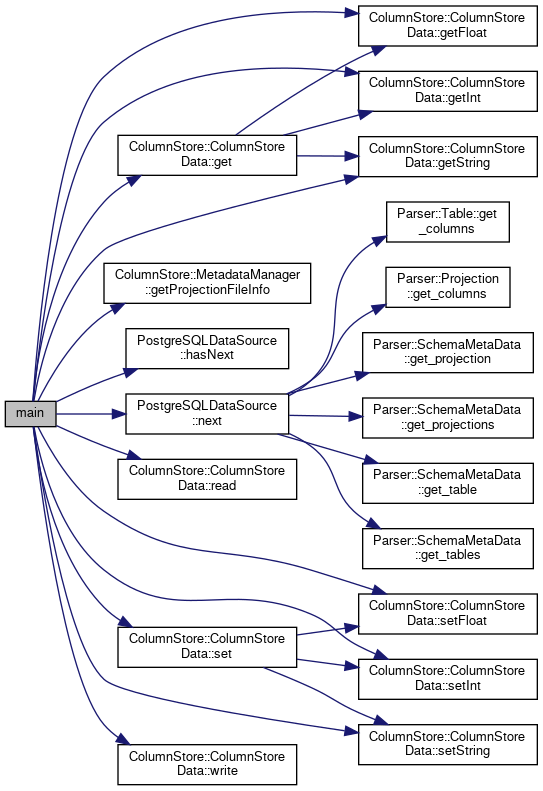 ColumnStore::ColumnStore
Data::getFloat
ColumnStore::ColumnStore
Data::getInt
ColumnStore::ColumnStore
Data::get
ColumnStore::ColumnStore
Data::getString
Parser::Table::get
_columns
ColumnStore::MetadataManager
::getProjectionFileInfo
Parser::Projection
::get_columns
PostgreSQLDataSource
::hasNext
Parser::SchemaMetaData
::get_projection
main
PostgreSQLDataSource
::next
Parser::SchemaMetaData
::get_projections
ColumnStore::ColumnStore
Data::read
Parser::SchemaMetaData
::get_table
Parser::SchemaMetaData
::get_tables
ColumnStore::ColumnStore
Data::setFloat
ColumnStore::ColumnStore
Data::set
ColumnStore::ColumnStore
Data::setInt
ColumnStore::ColumnStore
Data::setString
ColumnStore::ColumnStore
Data::write